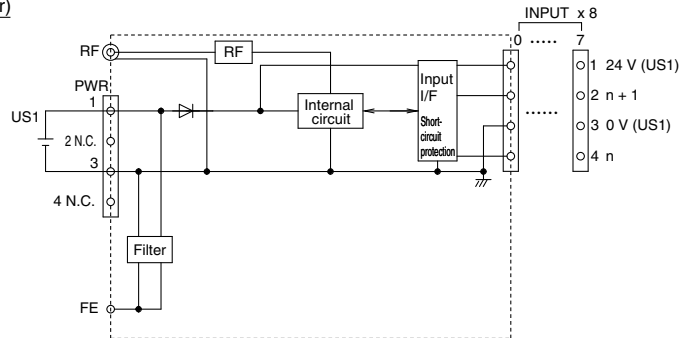 r)
INPUT x 8
0 ..... 7
RF
RF
PWR
1
US1
2 N.C.
3
4 N.C.
Internal
circuit
Input
I/F
Short-
circuit
protection
......
1 24 V (US1)
2 n + 1
3 0 V (US1)
4 n
Filter
FE